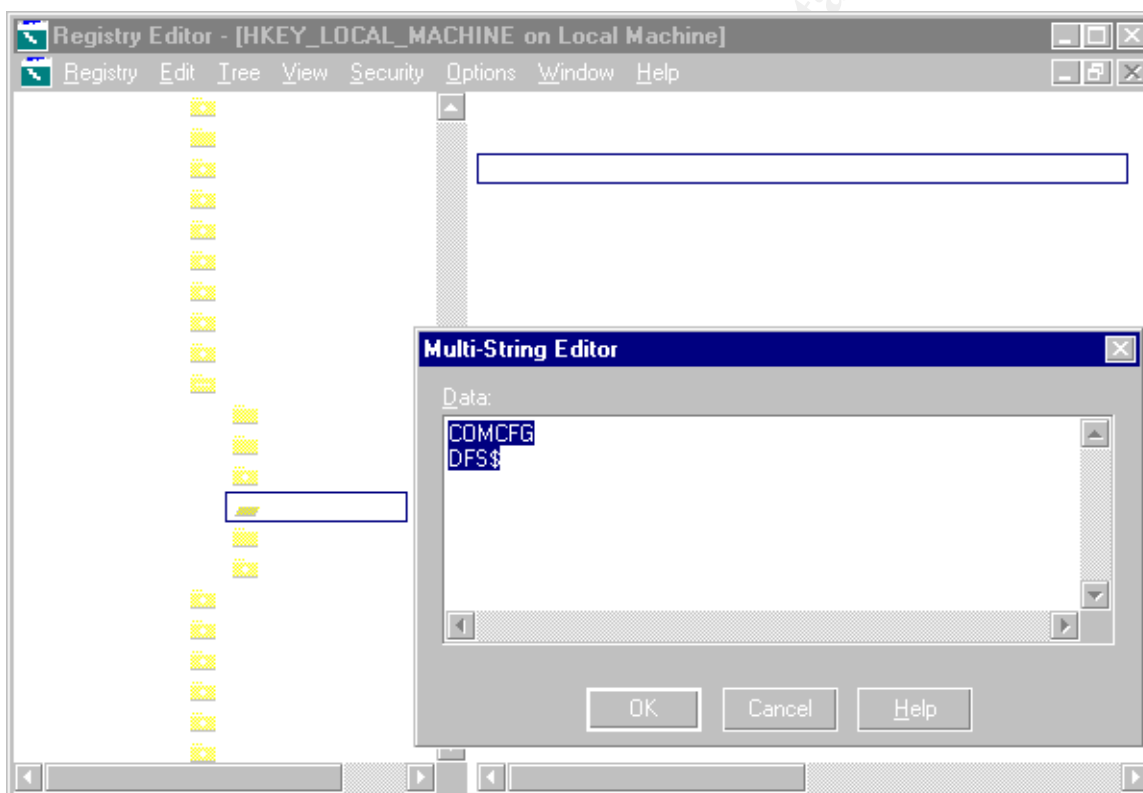 Registry Editor - [HKEY_LOCAL_MACHINE on Local Machine]
Registry Edit Tree View Security Options Window Help
Multi-String Editor
Data:
COMCFG
DFS$
OK Cancel Help